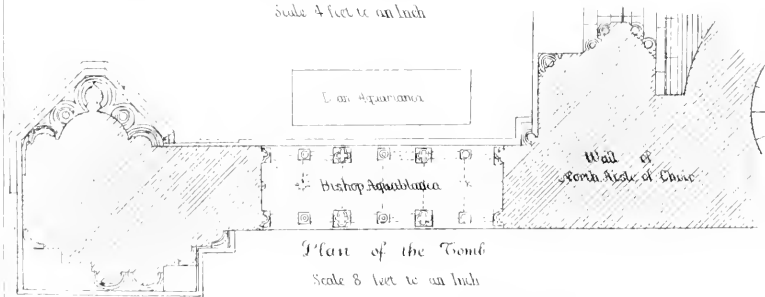 Scale 4 feet to an Inch
Bishop Aquablanca
Wall of
North Aisle of Choir
Plan of the Tomb
Scale 8 feet to an Inch